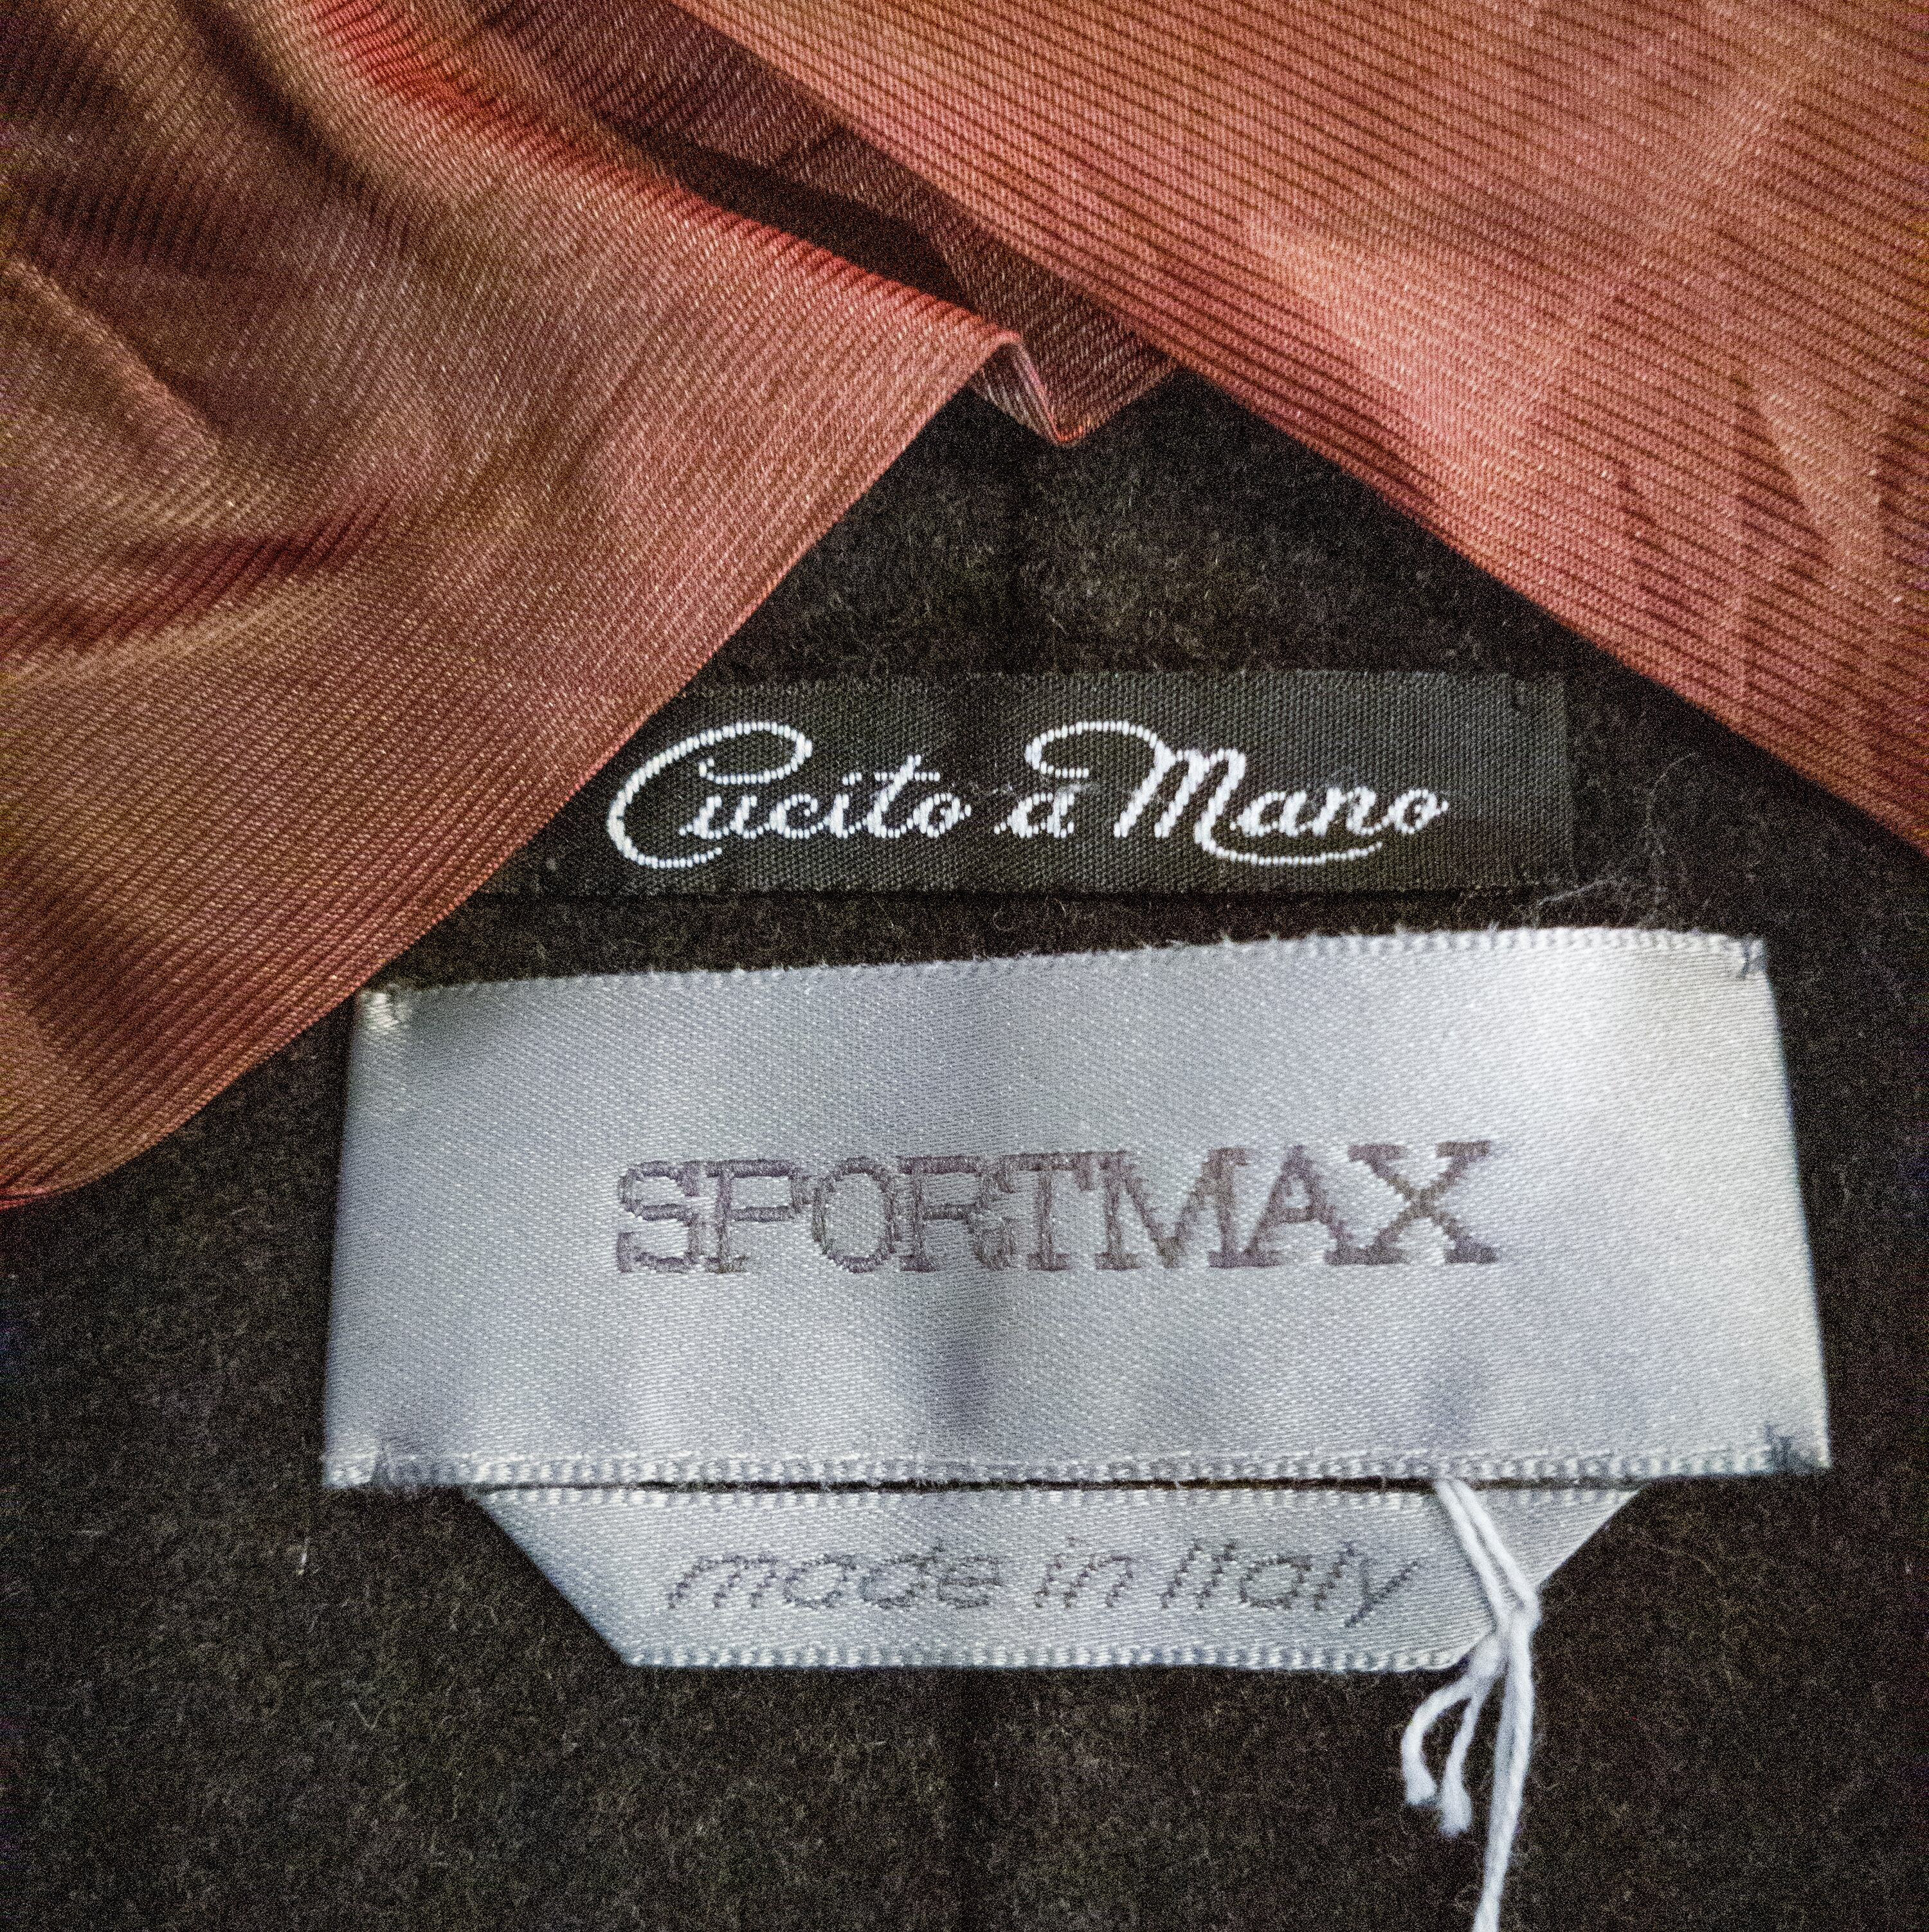 Cucito a Mano
SPORTMAX
made in Italy